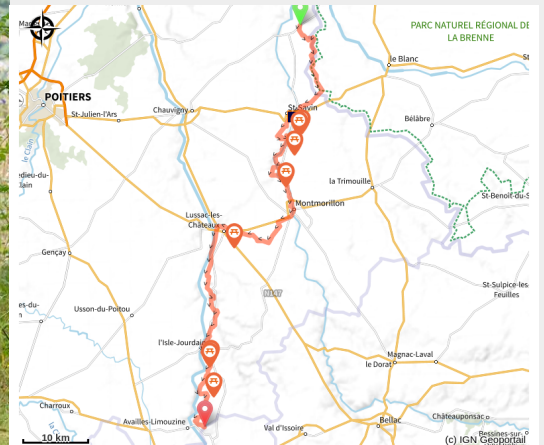 PARC NATUREL RÉGIONAL DE
LA BRENNE
le Blanc
POITIERS
Chauvigny
St-Savin
St-Julien-l'Ars
Bélâbre
le Clain
la Trimouille
St-Benoît-du-S
Montmorillon
Lussac-les-
Châteaux
Gençay
St-Sulpice-les
Feuilles
N147
Usson-du-Poitou
l'Isle-Jourdain
Magnac-Laval
le Dorat
Charroux
Availles-Limouzine
Val d'Issoire
Bellac
Châteauponsac
10 km
(c) IGN Geoportail